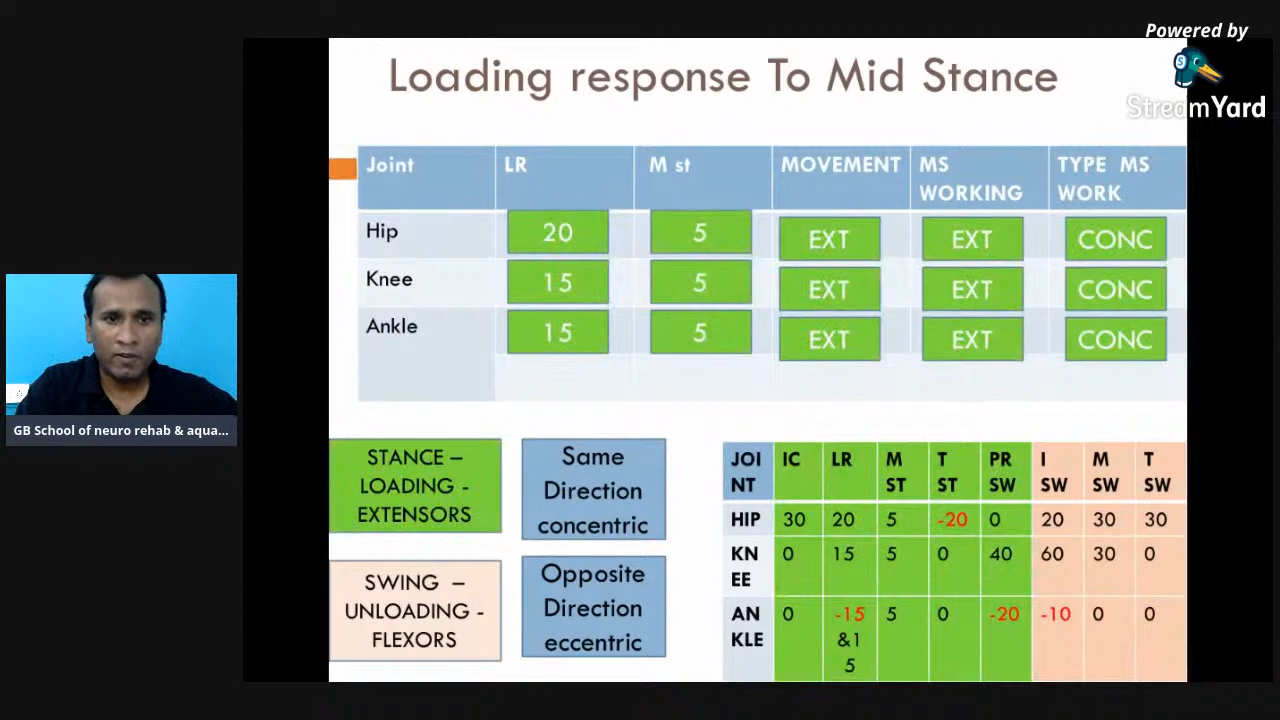 Powered by
StreamYard
Loading response To Mid Stance
Joint LR M st MOVEMENT MS WORKING TYPE MS WORK
Hip 20 5 EXT EXT CONC
Knee 15 5 EXT EXT CONC
Ankle 15 5 EXT EXT CONC
GB School of neuro rehab & aqua...
STANCE –
LOADING -
EXTENSORS
Same
Direction
concentric
SWING –
UNLOADING -
FLEXORS
Opposite
Direction
eccentric
JOI NT IC LR M ST T ST PR SW I SW M SW T SW
HIP 30 20 5 -20 0 20 30 30
KN EE 0 15 5 0 40 60 30 0
AN KLE 0 -15 &1 5 5 0 -20 -10 0 0